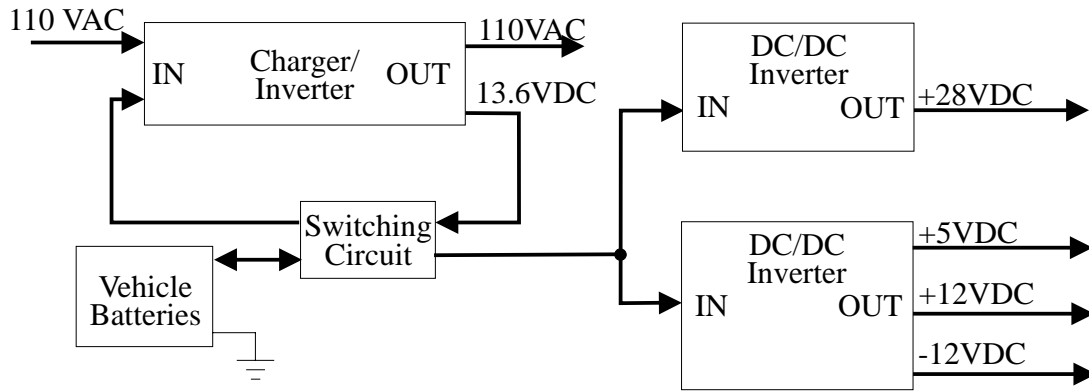 110 VAC
Charger/
Inverter
IN
OUT
110VAC
13.6VDC
Switching
Circuit
Vehicle
Batteries
DC/DC
Inverter
IN
OUT
+28VDC
DC/DC
Inverter
IN
OUT
+5VDC
+12VDC
-12VDC